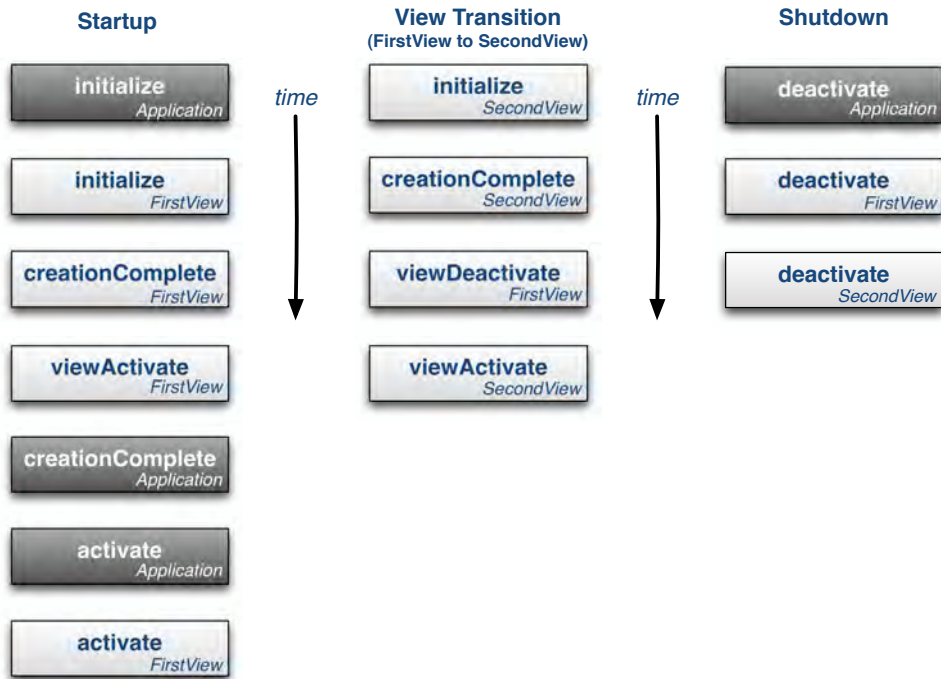 Startup
initialize
Application
initialize
FirstView
creationComplete
FirstView
viewActivate
FirstView
creationComplete
Application
activate
Application
activate
FirstView
time
View Transition
(FirstView to SecondView)
initialize
SecondView
creationComplete
SecondView
viewDeactivate
FirstView
viewActivate
SecondView
time
Shutdown
deactivate
Application
deactivate
FirstView
deactivate
SecondView